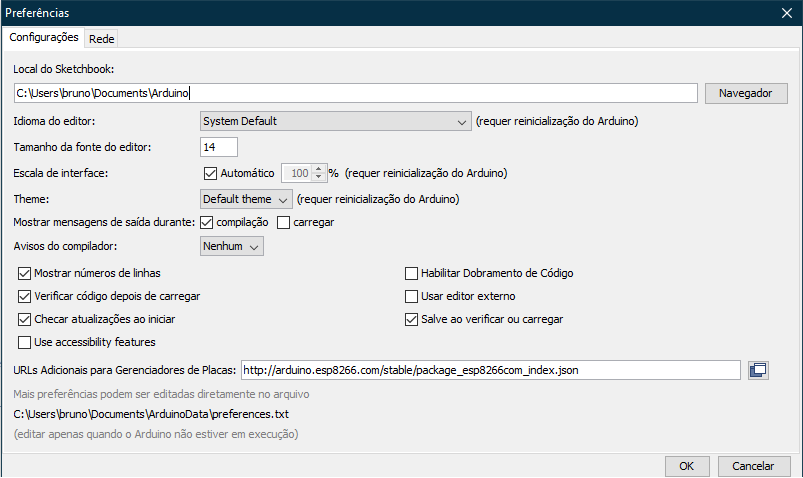 Preferências
Configurações Rede
Local do Sketchbook:
C:\Users\bruno\Documents\Arduino Navegador
Idioma do editor: System Default (requer reinicialização do Arduino)
Tamanho da fonte do editor: 14
Escala de interface: Automático 100 % (requer reinicialização do Arduino)
Theme: Default theme (requer reinicialização do Arduino)
Mostrar mensagens de saída durante: compilação carregar
Avisos do compilador: Nenhum
Mostrar números de linhas Habilitar Dobramento de Código
Verificar código depois de carregar Usar editor externo
Checar atualizações ao iniciar Salve ao verificar ou carregar
Use accessibility features
URLs Adicionais para Gerenciadores de Placas: http://arduino.esp8266.com/stable/package_esp8266com_index.json
Mais preferências podem ser editadas diretamente no arquivo
C:\Users\bruno\Documents\ArduinoData\preferences.txt
(editar apenas quando o Arduino não estiver em execução)
OK Cancelar